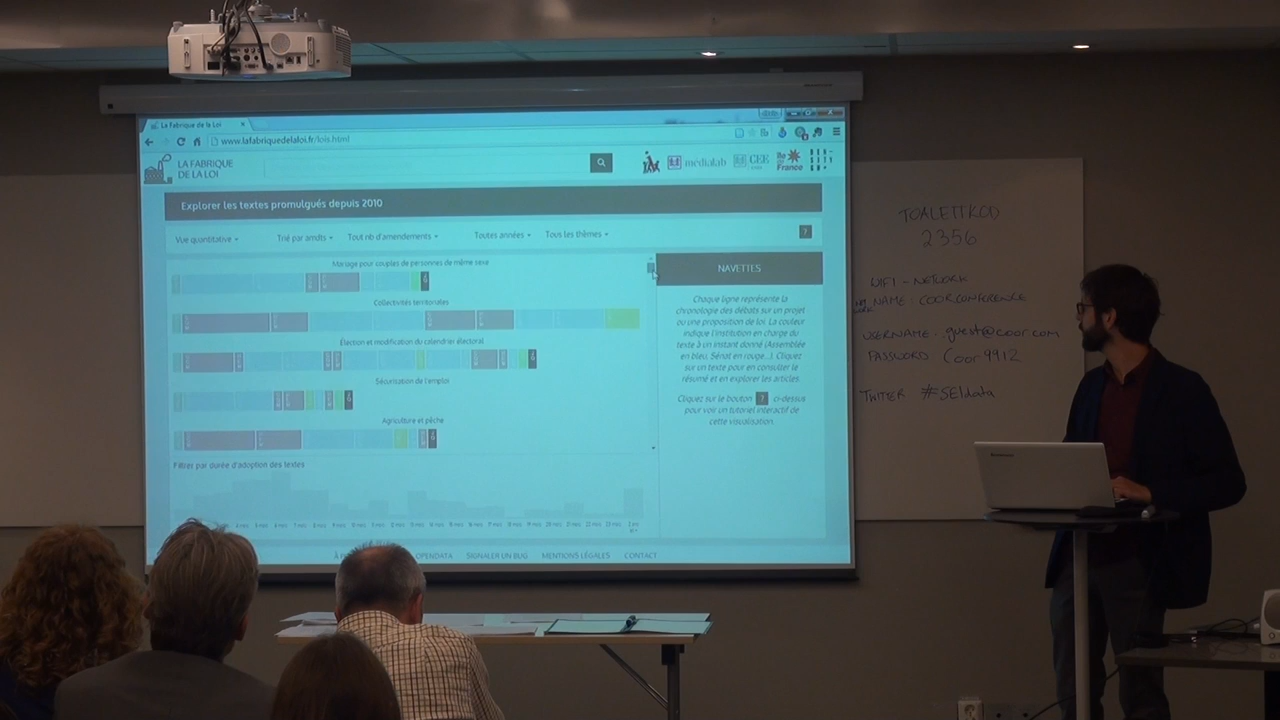 La Fabrique de la Loi
www.lafabriquedelaloi.fr/lois.html
LA FABRIQUE
DE LA LOI
médialab
CEE
île de
France
Explorer les textes promulgués depuis 2010
Vue quantitative
Trié par amdts
Tout nb d'amendements
Toutes années
Tous les thèmes
?
Mariage pour couples de personnes de même sexe
Collectivités territoriales
Élection et modification du calendrier électoral
Sécurisation de l'emploi
Agriculture et pêche
Filtrer par durée d'adoption des textes
NAVETTES
Chaque ligne représente la
chronologie des débats sur un projet
ou une proposition de loi. La couleur
indique l'institution en charge du
texte à un instant donné (Assemblée
en bleu, Sénat en rouge...). Cliquez
sur un texte pour en consulter le
résumé et en explorer les articles.
Cliquez sur le bouton ? ci-dessus
pour voir un tutoriel interactif de
cette visualisation.
OPENDATA
SIGNALER UN BUG
MENTIONS LÉGALES
CONTACT
TOALETTKOD
2356
WIFI - NETWORK
NAME: COORCONFERENCE
USERNAME: guest@coor.com
PASSWORD Coor9912
TWITTER #SEIdata
lenovo